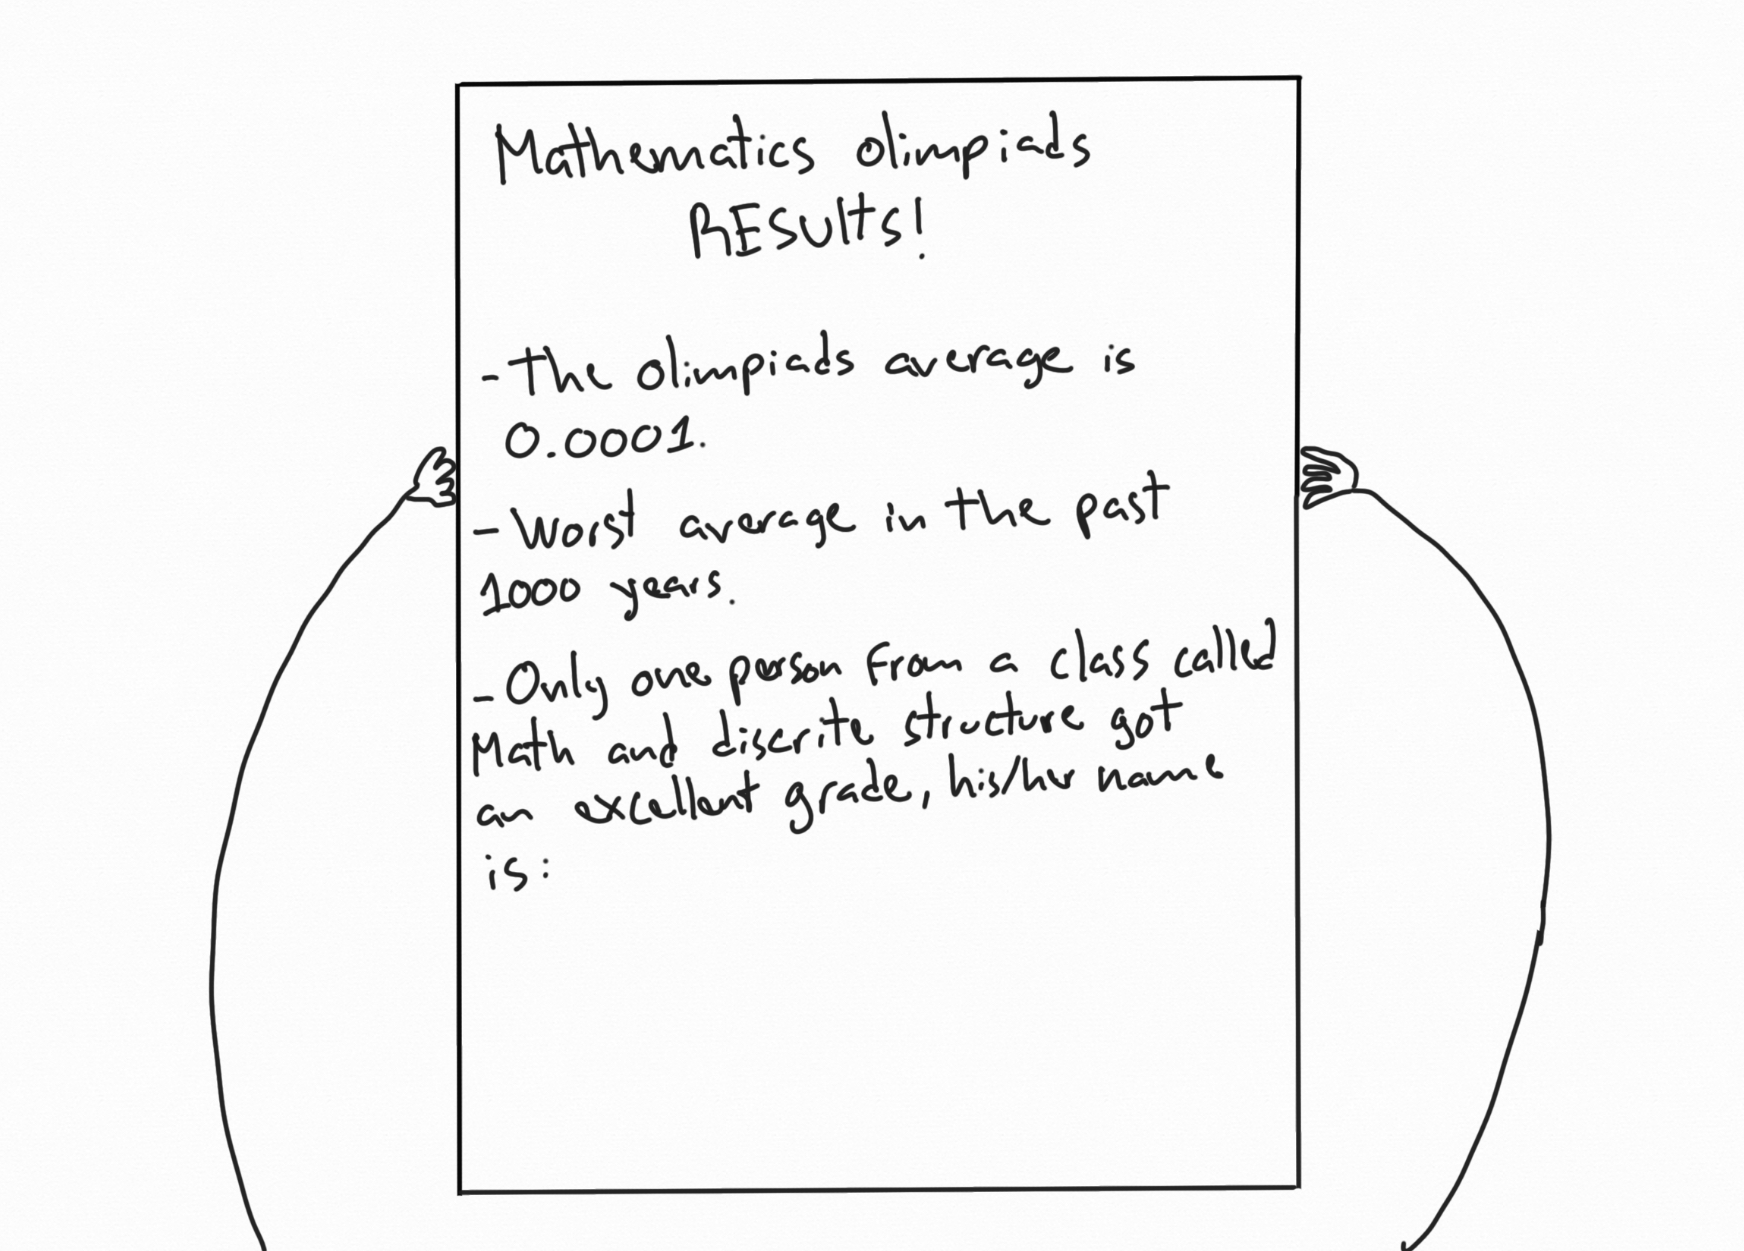 Mathematics olimpiads
RESults!
- The olimpiads average is
0.0001.
- Worst average in the past
1000 years.
- Only one person from a class called
Math and discrite structure got
an excellent grade, his/her name
is: